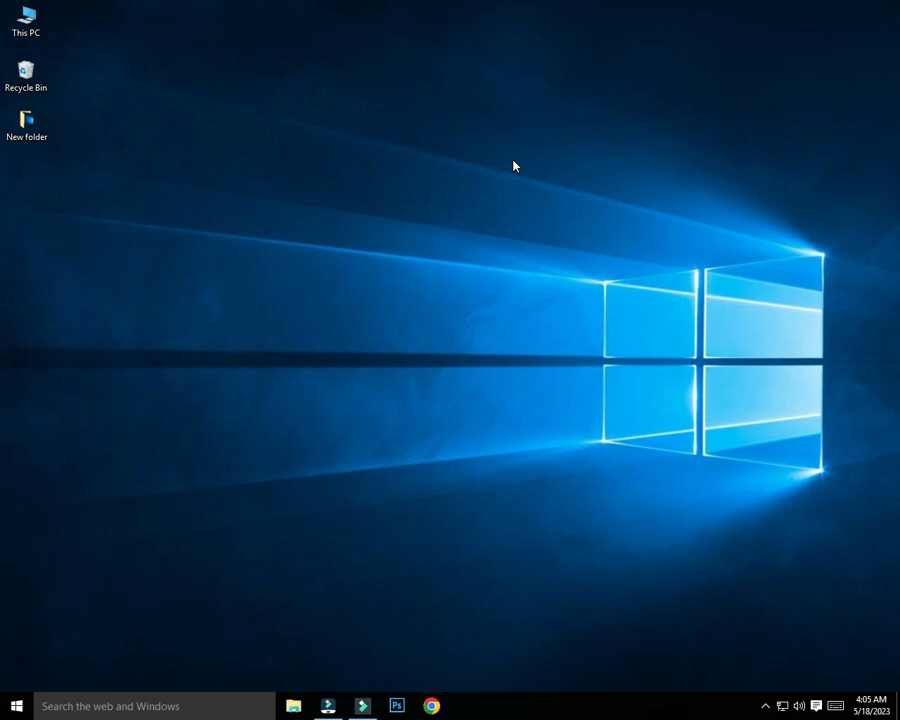 This PC
Recycle Bin
New folder
Search the web and Windows
Ps
4:05 AM
5/18/2023